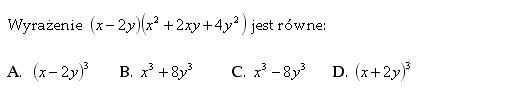 Wyrażenie (x – 2y)(x² + 2xy + 4y²) jest równe:
A. (x – 2y)³ B. x³ + 8y³ C. x³ – 8y³ D. (x + 2y)³